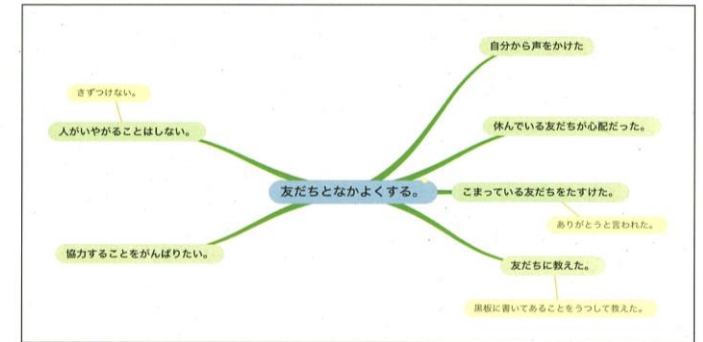 自分から声をかけた
さずつけない。
人がいやがることはしない。
休んでいる友だちが心配だった。
友だちとなかよくする。
こまっている友だちをたすけた。
ありがとうと言われた。
協力することをがんばりたい。
友だちに教えた。
黒板に書いてあることをうつして教えた。